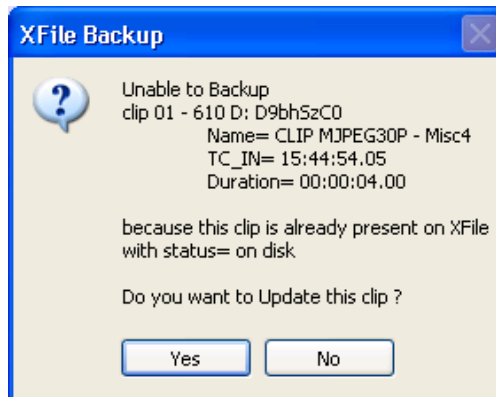 XFile Backup
Unable to Backup
clip 01 - 610 D: D9bhSzC0
Name= CLIP MJPEG30P - Misc4
TC_IN= 15:44:54.05
Duration= 00:00:04.00
because this clip is already present on XFile
with status= on disk
Do you want to Update this clip ?
Yes
No